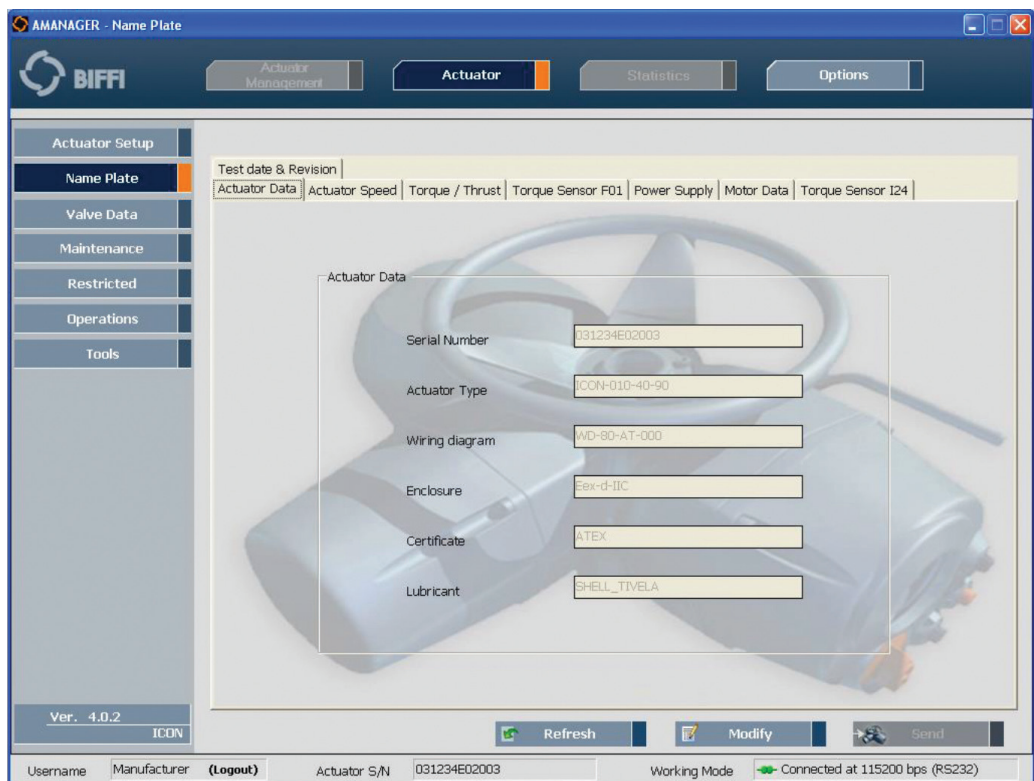 AMANAGER - Name Plate
BIFFI
Actuator Management
Actuator
Statistics
Options
Actuator Setup
Name Plate
Valve Data
Maintenance
Restricted
Operations
Tools
Test date & Revision
Actuator Data
Actuator Speed
Torque / Thrust
Torque Sensor F01
Power Supply
Motor Data
Torque Sensor I24
Actuator Data
Serial Number 031234E02003
Actuator Type ICON-010-40-90
Wiring diagram WD-80-AT-000
Enclosure Eex-d-IIC
Certificate ATEX
Lubricant SHELL_TIVELA
Ver. 4.0.2
ICON
Refresh
Modify
Send
Username Manufacturer (Logout) Actuator S/N 031234E02003 Working Mode Connected at 115200 bps (RS232)